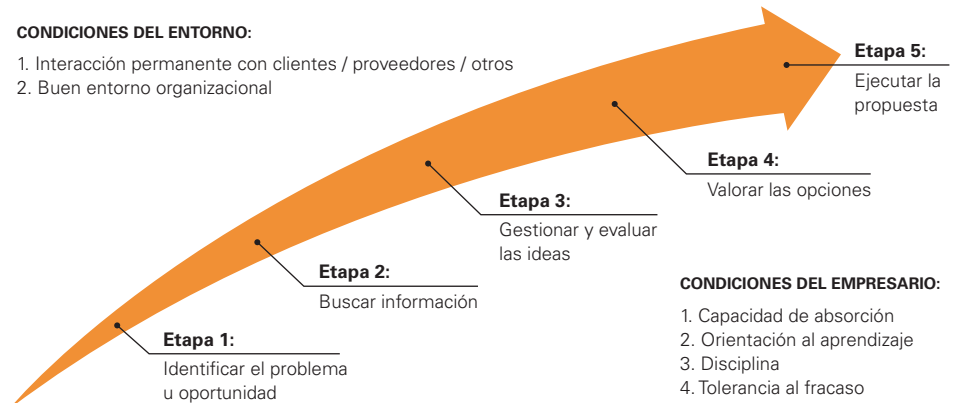 CONDICIONES DEL ENTORNO:
1. Interacción permanente con clientes / proveedores / otros
2. Buen entorno organizacional
Etapa 5:
Ejecutar la
propuesta
Etapa 4:
Valorar las opciones
Etapa 3:
Gestionar y evaluar
las ideas
Etapa 2:
Buscar información
Etapa 1:
Identificar el problema
u oportunidad
CONDICIONES DEL EMPRESARIO:
1. Capacidad de absorción
2. Orientación al aprendizaje
3. Disciplina
4. Tolerancia al fracaso